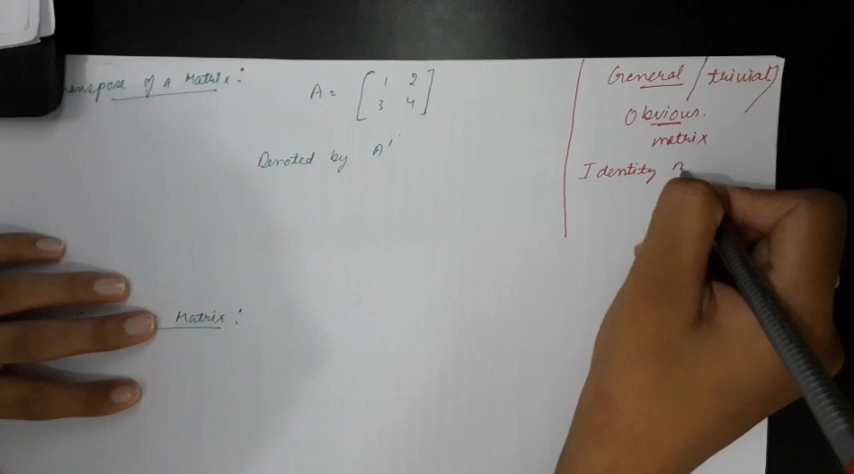 Transpose of a Matrix:
A = [1 2
3 4]
Denoted by A'
Matrix:
General / trivial /
Obvious.
matrix
Identity